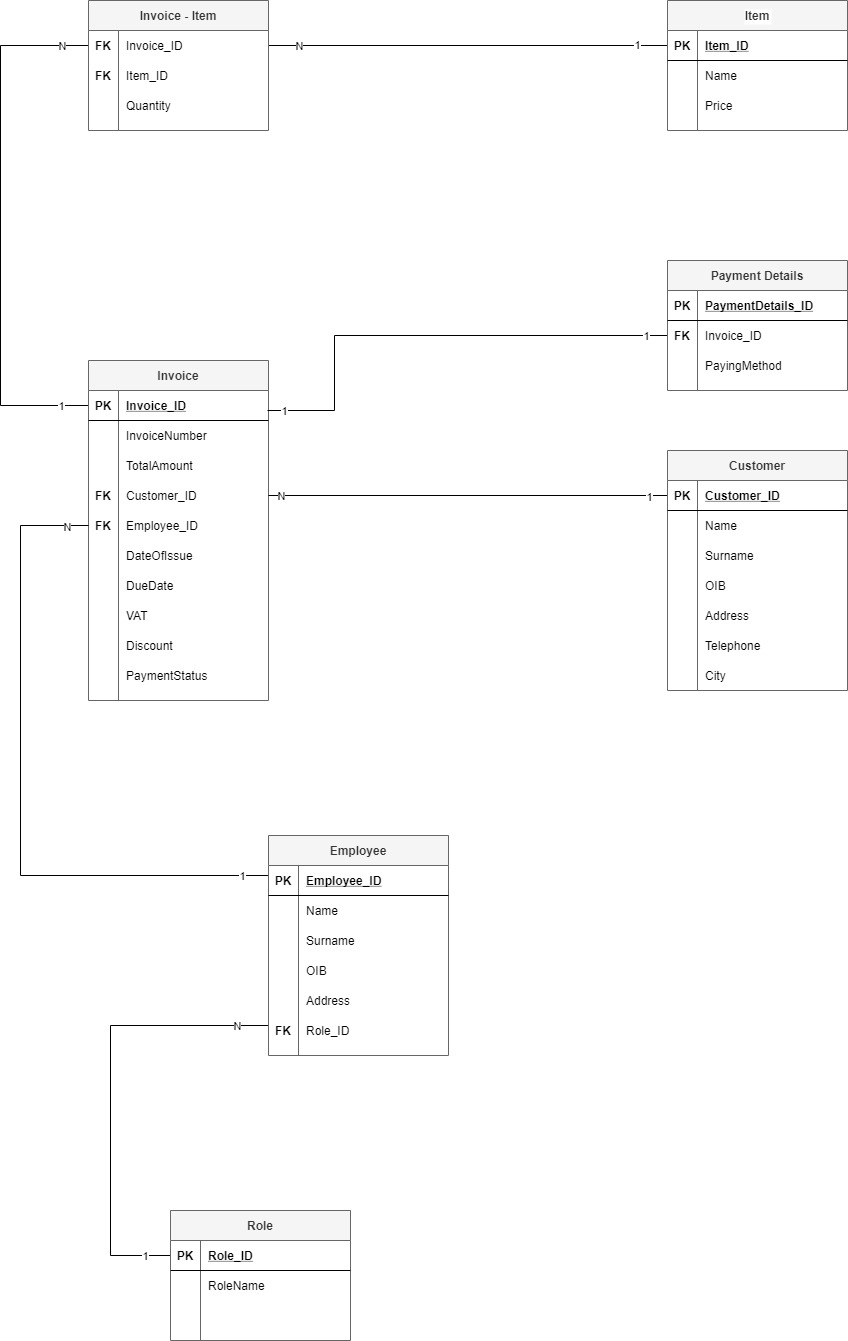 Invoice - Item
N FK Invoice_ID N
FK Item_ID
Quantity
Item
1 PK Item_ID
Name
Price
Payment Details
PK PaymentDetails_ID
1 FK Invoice_ID
PayingMethod
Invoice
1 PK Invoice_ID 1
InvoiceNumber
TotalAmount
FK Customer_ID N
N FK Employee_ID
DateOfIssue
DueDate
VAT
Discount
PaymentStatus
Customer
1 PK Customer_ID
Name
Surname
OIB
Address
Telephone
City
Employee
1 PK Employee_ID
Name
Surname
OIB
Address
N FK Role_ID
Role
1 PK Role_ID
RoleName